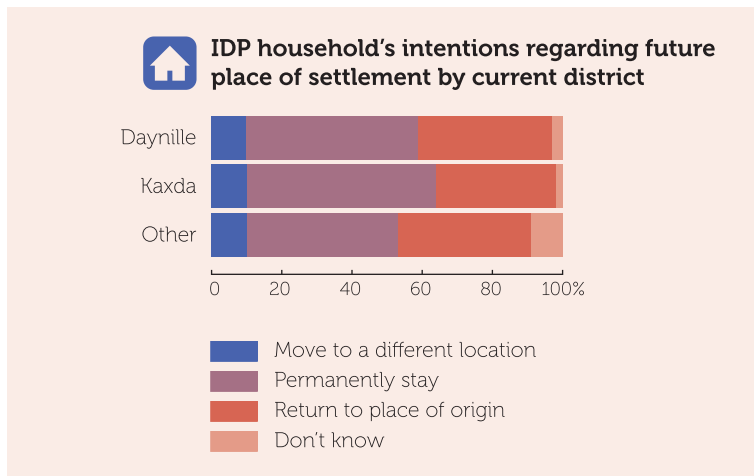 IDP household’s intentions regarding future
place of settlement by current district
Daynille
Kaxda
Other
0 20 40 60 80 100%
Move to a different location
Permanently stay
Return to place of origin
Don’t know